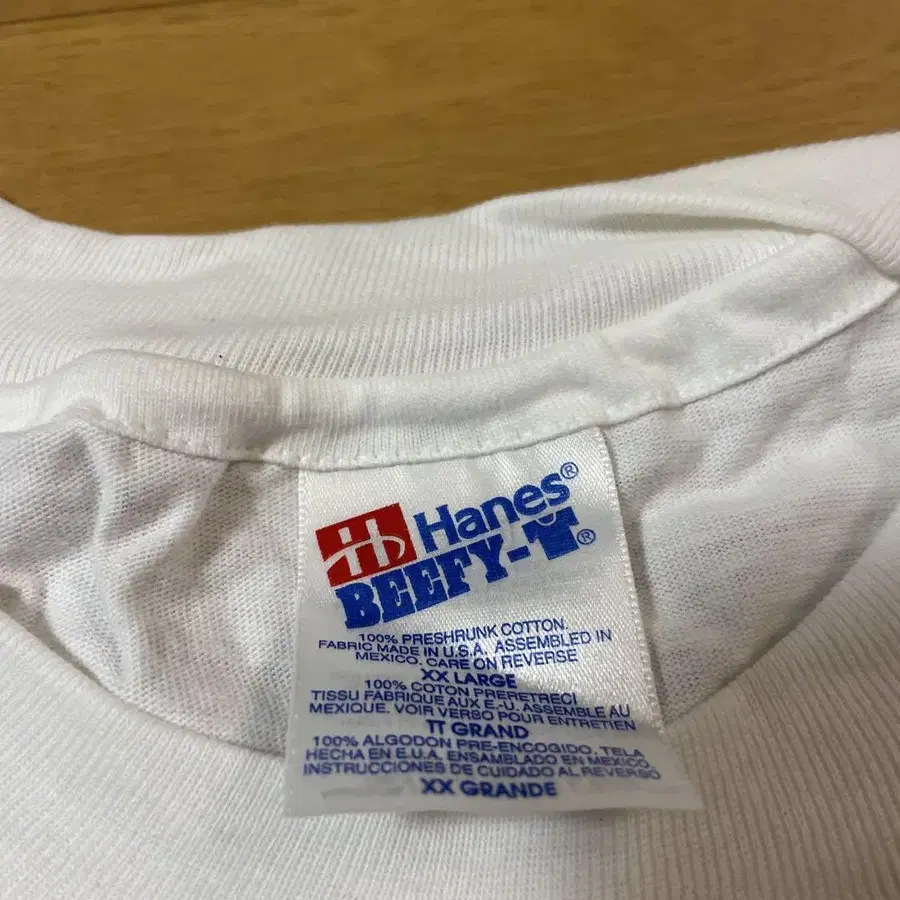 Hanes®
BEEFY-T®
100% PRESHRUNK COTTON.
FABRIC MADE IN U.S.A. ASSEMBLED IN
MEXICO. CARE ON REVERSE
XX LARGE
100% COTON PRERETRECI
TISSU FABRIQUE AUX E.-U. ASSEMBLE AU
MEXIQUE. VOIR VERSO POUR ENTRETIEN
TT GRAND
100% ALGODON PRE-ENCOGIDO. TELA
HECHA EN E.U.A. ENSAMBLADO EN MEXICO
INSTRUCCIONES DE CUIDADO AL REVERSO
XX GRANDE